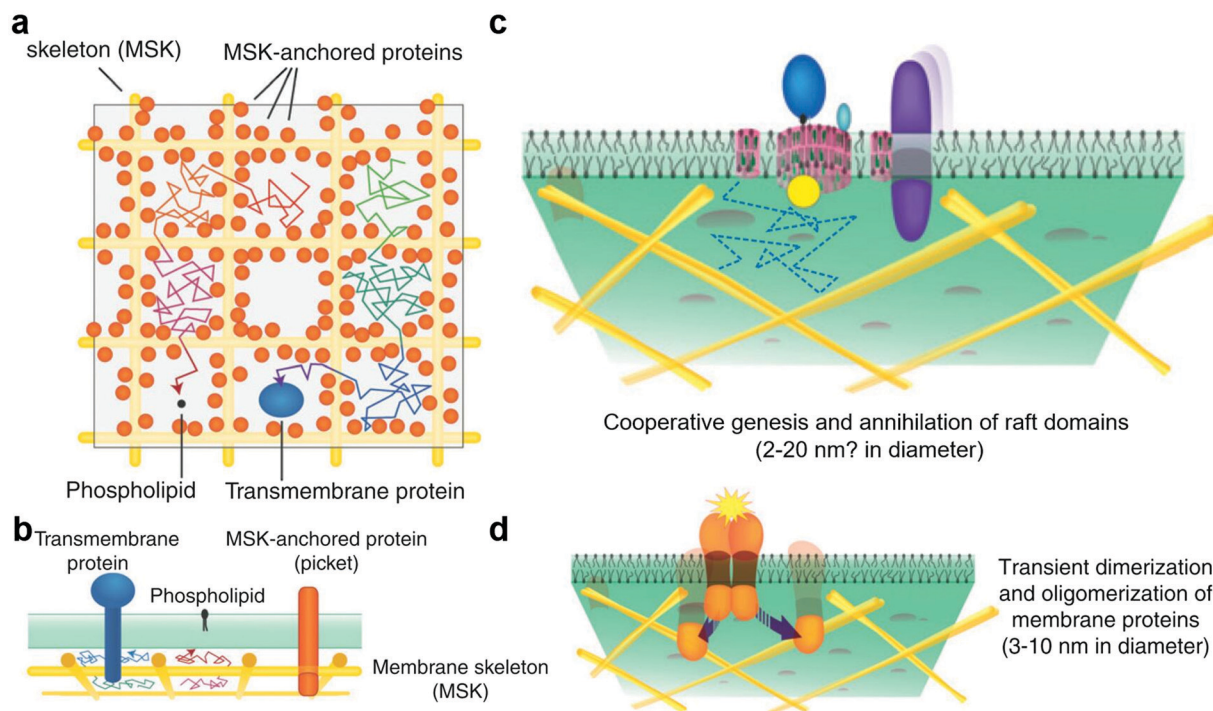 a
skeleton (MSK)
MSK-anchored proteins
Phospholipid
Transmembrane protein
b
Transmembrane
protein
MSK-anchored protein
(picket)
Phospholipid
Membrane skeleton
(MSK)
c
Cooperative genesis and annihilation of raft domains
(2-20 nm? in diameter)
d
Transient dimerization
and oligomerization of
membrane proteins
(3-10 nm in diameter)